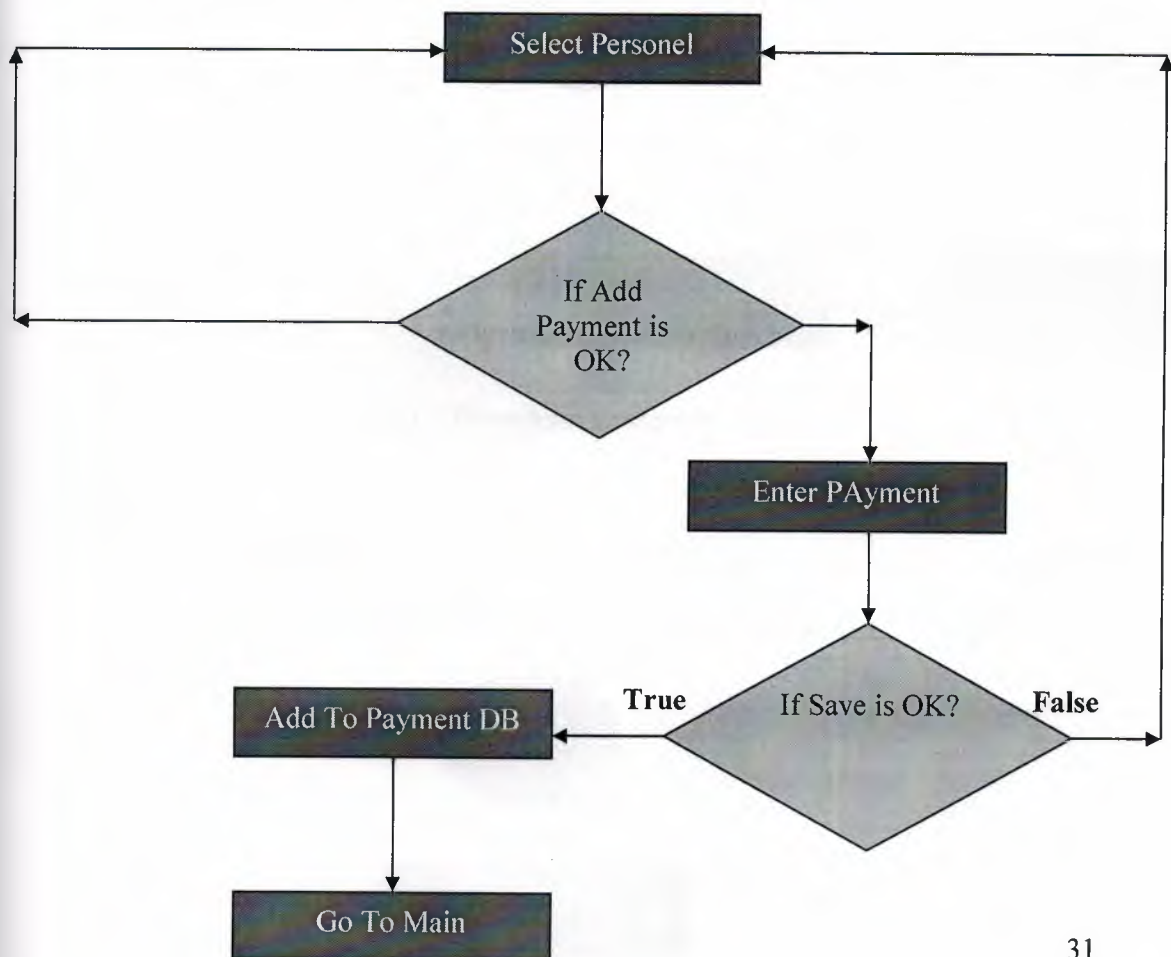 Select Personel
If Add
Payment is
OK?
Enter PAyment
True
If Save is OK?
False
Add To Payment DB
Go To Main
31